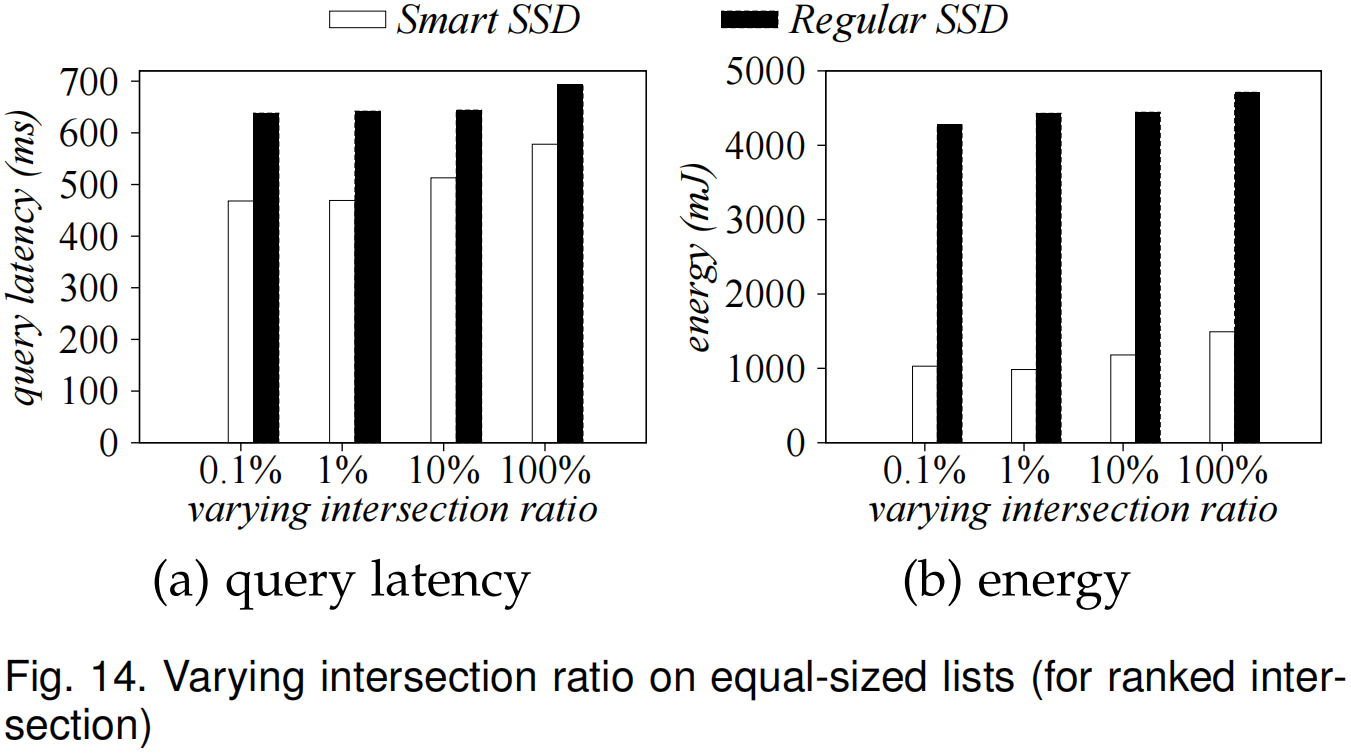 Smart SSD Regular SSD
query latency (ms)
700
600
500
400
300
200
100
0
0.1% 1% 10% 100%
varying intersection ratio
(a) query latency
energy (mJ)
5000
4000
3000
2000
1000
0
0.1% 1% 10% 100%
varying intersection ratio
(b) energy
Fig. 14. Varying intersection ratio on equal-sized lists (for ranked inter-
section)